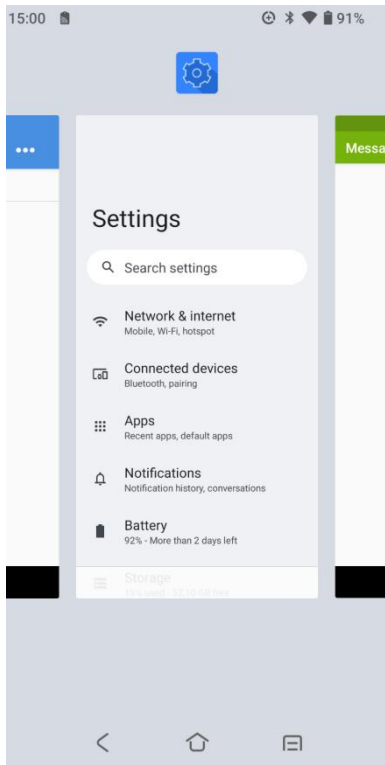 15:00
91%
•••
Messa
Settings
Search settings
Network & internet
Mobile, Wi-Fi, hotspot
Connected devices
Bluetooth, pairing
Apps
Recent apps, default apps
Notifications
Notification history, conversations
Battery
92% - More than 2 days left
Storage